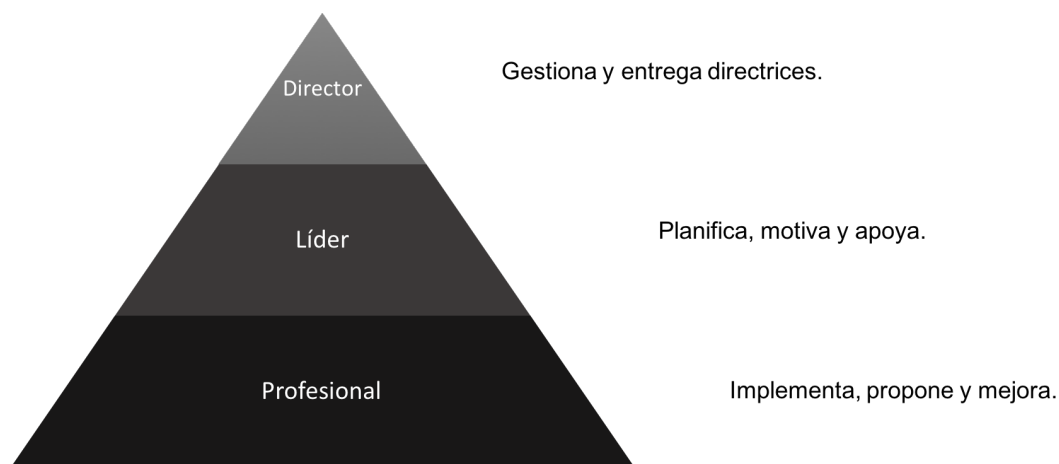 Director
Gestiona y entrega directrices.
Líder
Planifica, motiva y apoya.
Profesional
Implementa, propone y mejora.